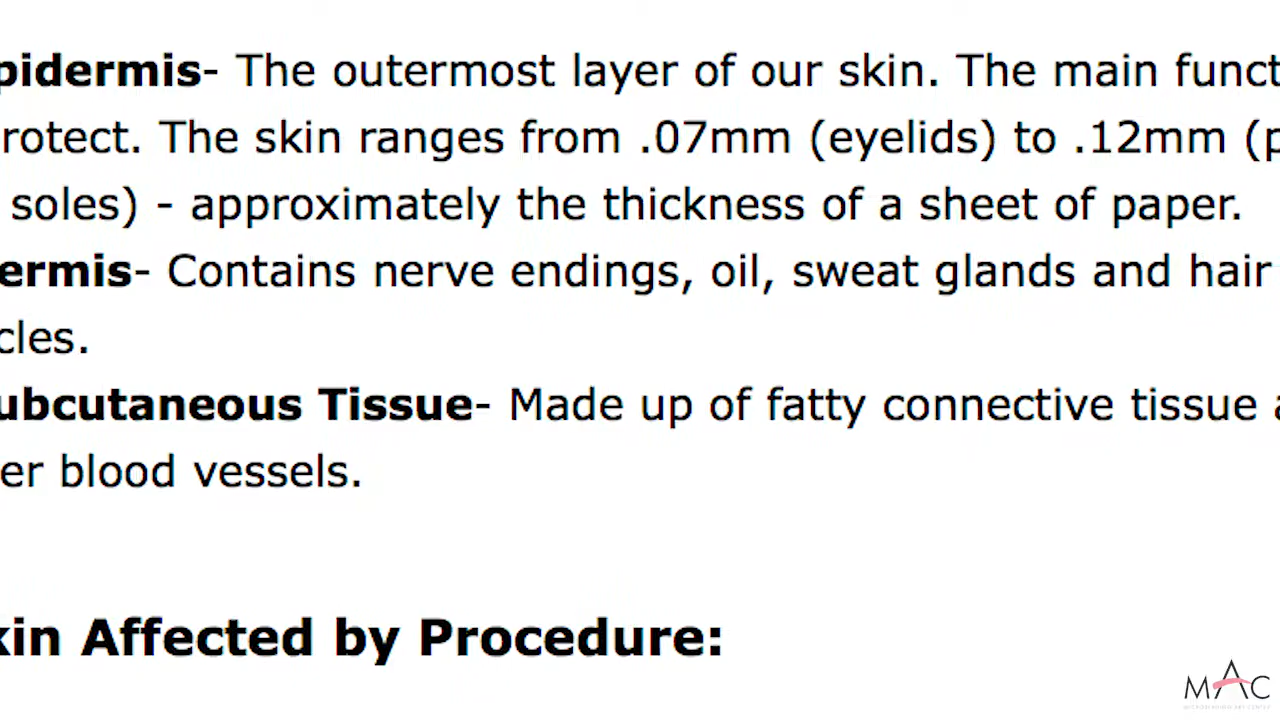 pidermis- The outermost layer of our skin. The main funct
rotect. The skin ranges from .07mm (eyelids) to .12mm (p
soles) - approximately the thickness of a sheet of paper.
ermis- Contains nerve endings, oil, sweat glands and hair
cles.
ubcutaneous Tissue- Made up of fatty connective tissue a
er blood vessels.
kin Affected by Procedure:
MAC